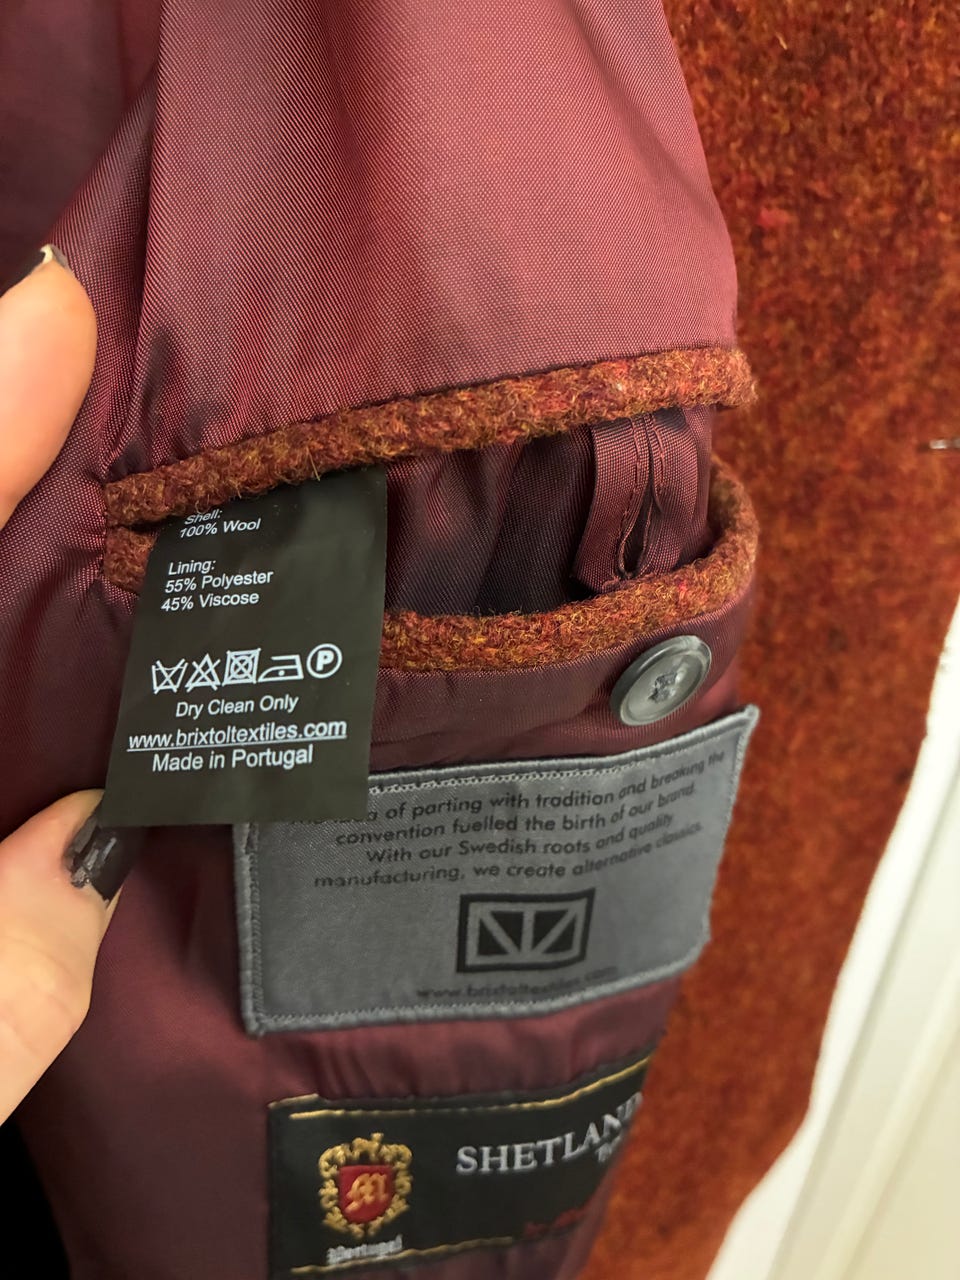 Shell:
100% Wool
Lining:
55% Polyester
45% Viscose
P
Dry Clean Only
www.brixtoltextiles.com
Made in Portugal
of parting with tradition and breaking the
convention fuelled the birth of our brand.
With our Swedish roots and quality
manufacturing, we create alternative classics.
www.brixtoltextiles.com
SHETLAND
M
Portugal